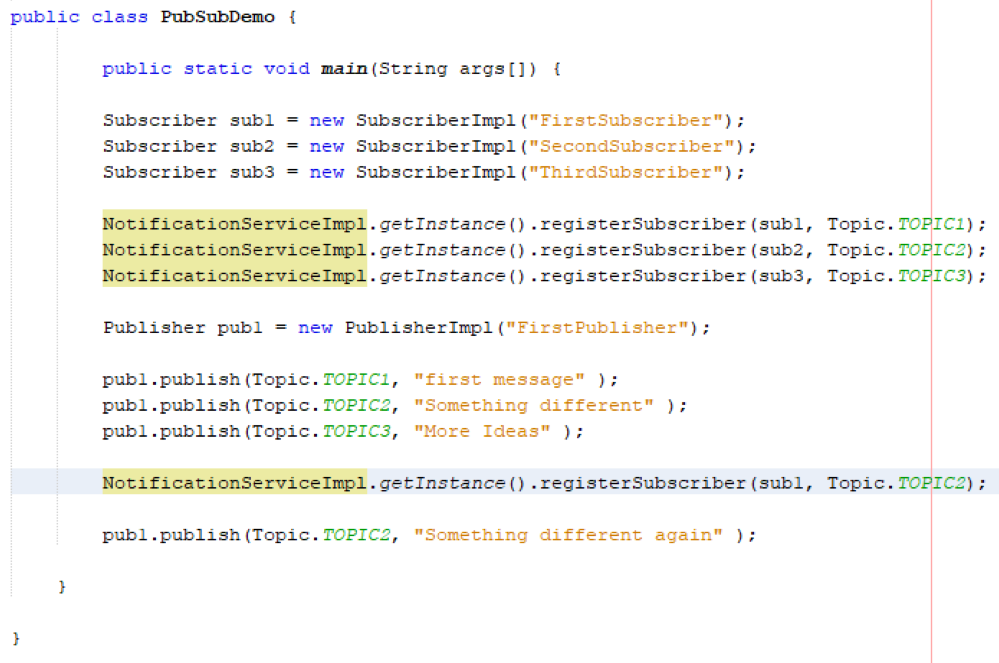 public class PubSubDemo {
public static void main(String args[]) {
Subscriber sub1 = new SubscriberImpl("FirstSubscriber");
Subscriber sub2 = new SubscriberImpl("SecondSubscriber");
Subscriber sub3 = new SubscriberImpl("ThirdSubscriber");
NotificationServiceImpl.getInstance().registerSubscriber(sub1, Topic.TOPIC1);
NotificationServiceImpl.getInstance().registerSubscriber(sub2, Topic.TOPIC2);
NotificationServiceImpl.getInstance().registerSubscriber(sub3, Topic.TOPIC3);
Publisher pub1 = new PublisherImpl("FirstPublisher");
pub1.publish(Topic.TOPIC1, "first message" );
pub1.publish(Topic.TOPIC2, "Something different" );
pub1.publish(Topic.TOPIC3, "More Ideas" );
NotificationServiceImpl.getInstance().registerSubscriber(sub1, Topic.TOPIC2);
pub1.publish(Topic.TOPIC2, "Something different again" );
}
}